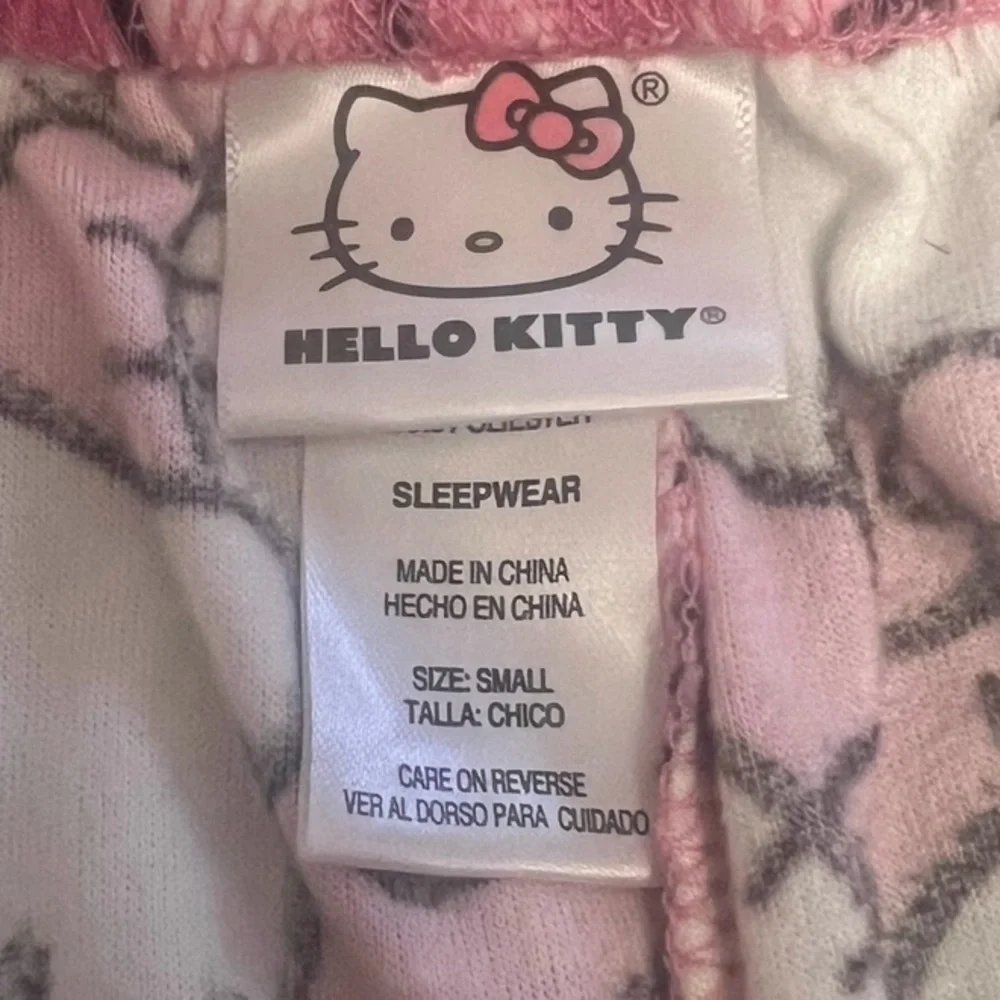 ®
HELLO KITTY®
POLIESTER
SLEEPWEAR
MADE IN CHINA
HECHO EN CHINA
SIZE: SMALL
TALLA: CHICO
CARE ON REVERSE
VER AL DORSO PARA CUIDADO